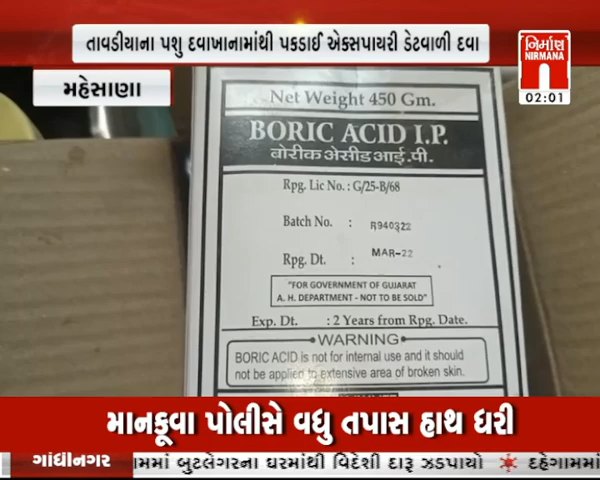 તાવડીયાના પશુ દવાખાનામાંથી પકડાઈ એક્સપાયરી ડેટવાળી દવા
મહેસાણા
નિર્માણ
NIRMANA
02:01
Net Weight 450 Gm.
BORIC ACID I.P.
बोरीक अेसीड आई.पी.
Rpg. Lic No. : G/25-B/68
Batch No. : R940322
Rpg. Dt. : MAR-22
"FOR GOVERNMENT OF GUJARAT
A. H. DEPARTMENT - NOT TO BE SOLD"
Exp. Dt. : 2 Years from Rpg. Date.
WARNING
BORIC ACID is not for internal use and it should
not be applied to extensive area of broken skin.
માનકૂવા પોલીસે વધુ તપાસ હાથ ધરી
ગાંધીનગર ામમાં બુટલેગરના ઘરમાંથી વિદેશી દારૂ ઝડપાયો દહેગામમાં